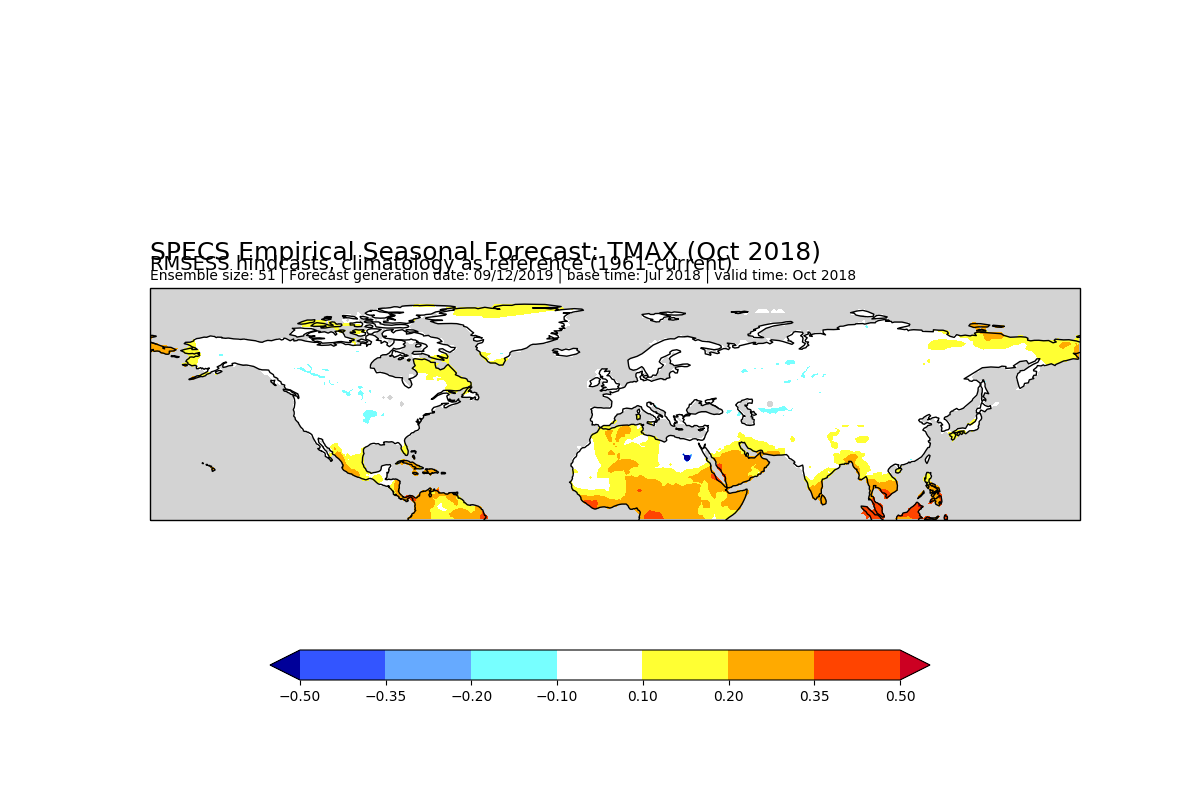 SPECS Empirical Seasonal Forecast: TMAX (Oct 2018)
RMSESS hindcasts, climatology as reference (1961-current)
Ensemble size: 51 | Forecast generation date: 09/12/2019 | base time: Jul 2018 | valid time: Oct 2018
−0.50 −0.35 −0.20 −0.10 0.10 0.20 0.35 0.50